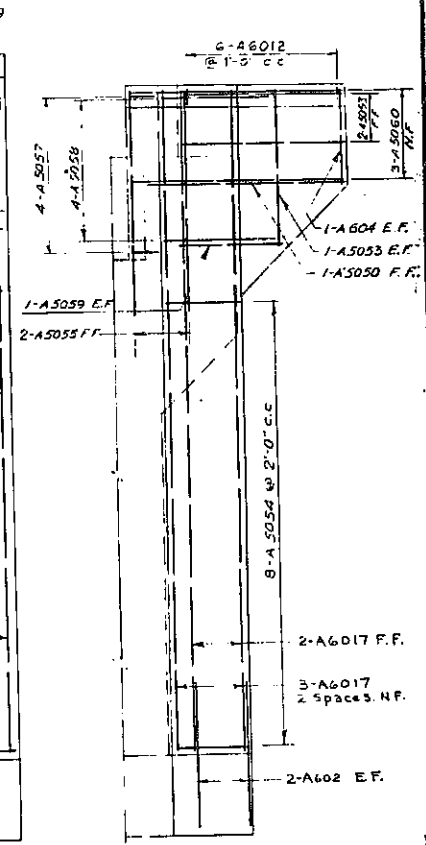 6-A6012
@ 1'-0" c.c
4-A5057
4-A5058
2-A5053
F.F.
3-A5060
N.F
1-A604 E.F.
1-A5053 E.F.
1-A5050 F.F.
1-A5059 E.F
2-A5055 F.F.
8-A5054 @ 2'-0" c.c
2-A6017 F.F.
3-A6017
2 Spaces. N.F.
2-A602 E.F.